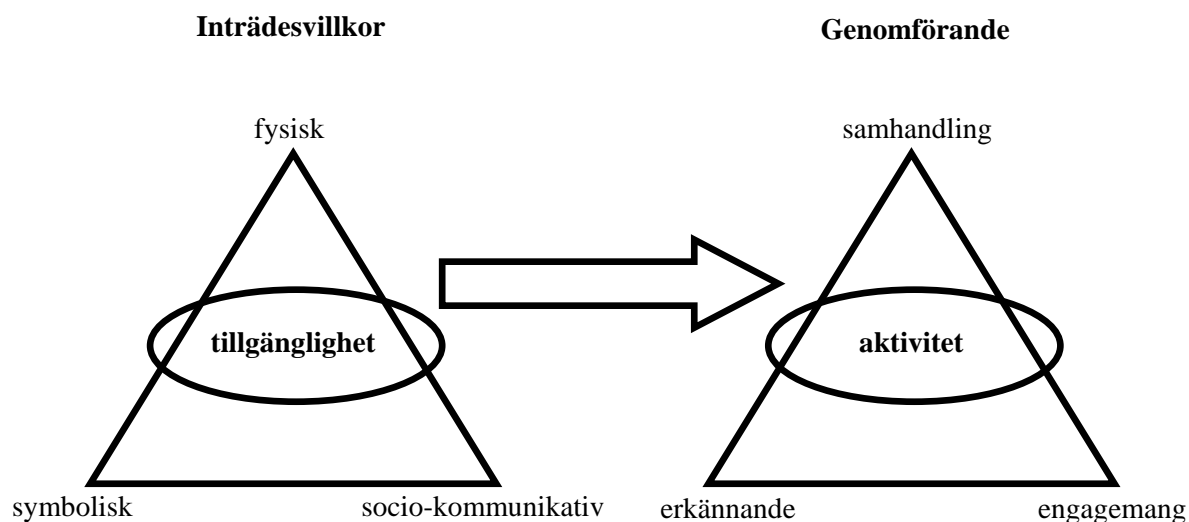 Inträdesvillkor
Genomförande
fysisk
samhandling
tillgänglighet
aktivitet
symbolisk
socio-kommunikativ
erkännande
engagemang